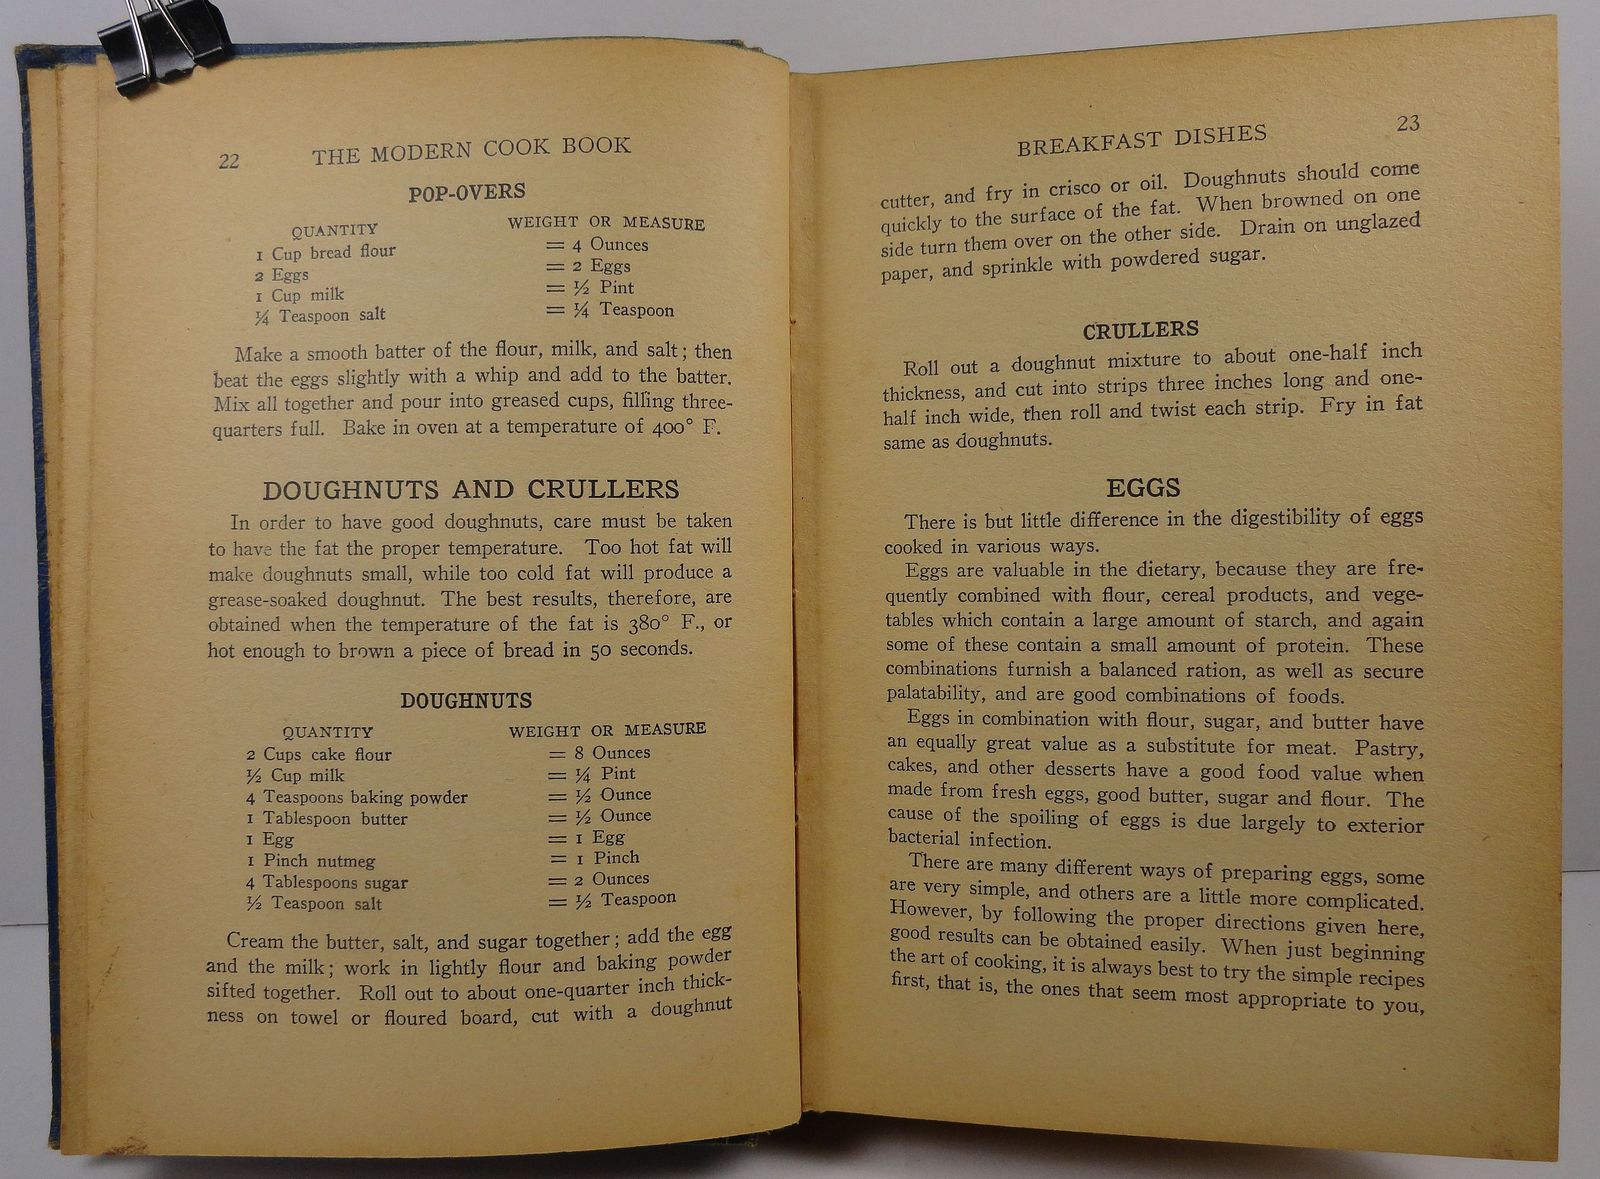 22 THE MODERN COOK BOOK
POP-OVERS
QUANTITY WEIGHT OR MEASURE
1 Cup bread flour = 4 Ounces
2 Eggs = 2 Eggs
1 Cup milk = ½ Pint
¼ Teaspoon salt = ¼ Teaspoon
Make a smooth batter of the flour, milk, and salt; then
beat the eggs slightly with a whip and add to the batter.
Mix all together and pour into greased cups, filling three-
quarters full. Bake in oven at a temperature of 400° F.
DOUGHNUTS AND CRULLERS
In order to have good doughnuts, care must be taken
to have the fat the proper temperature. Too hot fat will
make doughnuts small, while too cold fat will produce a
grease-soaked doughnut. The best results, therefore, are
obtained when the temperature of the fat is 380° F., or
hot enough to brown a piece of bread in 50 seconds.
DOUGHNUTS
QUANTITY WEIGHT OR MEASURE
2 Cups cake flour = 8 Ounces
½ Cup milk = ¼ Pint
4 Teaspoons baking powder = ½ Ounce
1 Tablespoon butter = ½ Ounce
1 Egg = 1 Egg
1 Pinch nutmeg = 1 Pinch
4 Tablespoons sugar = 2 Ounces
½ Teaspoon salt = ½ Teaspoon
Cream the butter, salt, and sugar together; add the egg
and the milk; work in lightly flour and baking powder
sifted together. Roll out to about one-quarter inch thick-
ness on towel or floured board, cut with a doughnut
BREAKFAST DISHES 23
cutter, and fry in crisco or oil. Doughnuts should come
quickly to the surface of the fat. When browned on one
side turn them over on the other side. Drain on unglazed
paper, and sprinkle with powdered sugar.
CRULLERS
Roll out a doughnut mixture to about one-half inch
thickness, and cut into strips three inches long and one-
half inch wide, then roll and twist each strip. Fry in fat
same as doughnuts.
EGGS
There is but little difference in the digestibility of eggs
cooked in various ways.
Eggs are valuable in the dietary, because they are fre-
quently combined with flour, cereal products, and vege-
tables which contain a large amount of starch, and again
some of these contain a small amount of protein. These
combinations furnish a balanced ration, as well as secure
palatability, and are good combinations of foods.
Eggs in combination with flour, sugar, and butter have
an equally great value as a substitute for meat. Pastry,
cakes, and other desserts have a good food value when
made from fresh eggs, good butter, sugar and flour. The
cause of the spoiling of eggs is due largely to exterior
bacterial infection.
There are many different ways of preparing eggs, some
are very simple, and others are a little more complicated.
However, by following the proper directions given here,
good results can be obtained easily. When just beginning
the art of cooking, it is always best to try the simple recipes
first, that is, the ones that seem most appropriate to you,